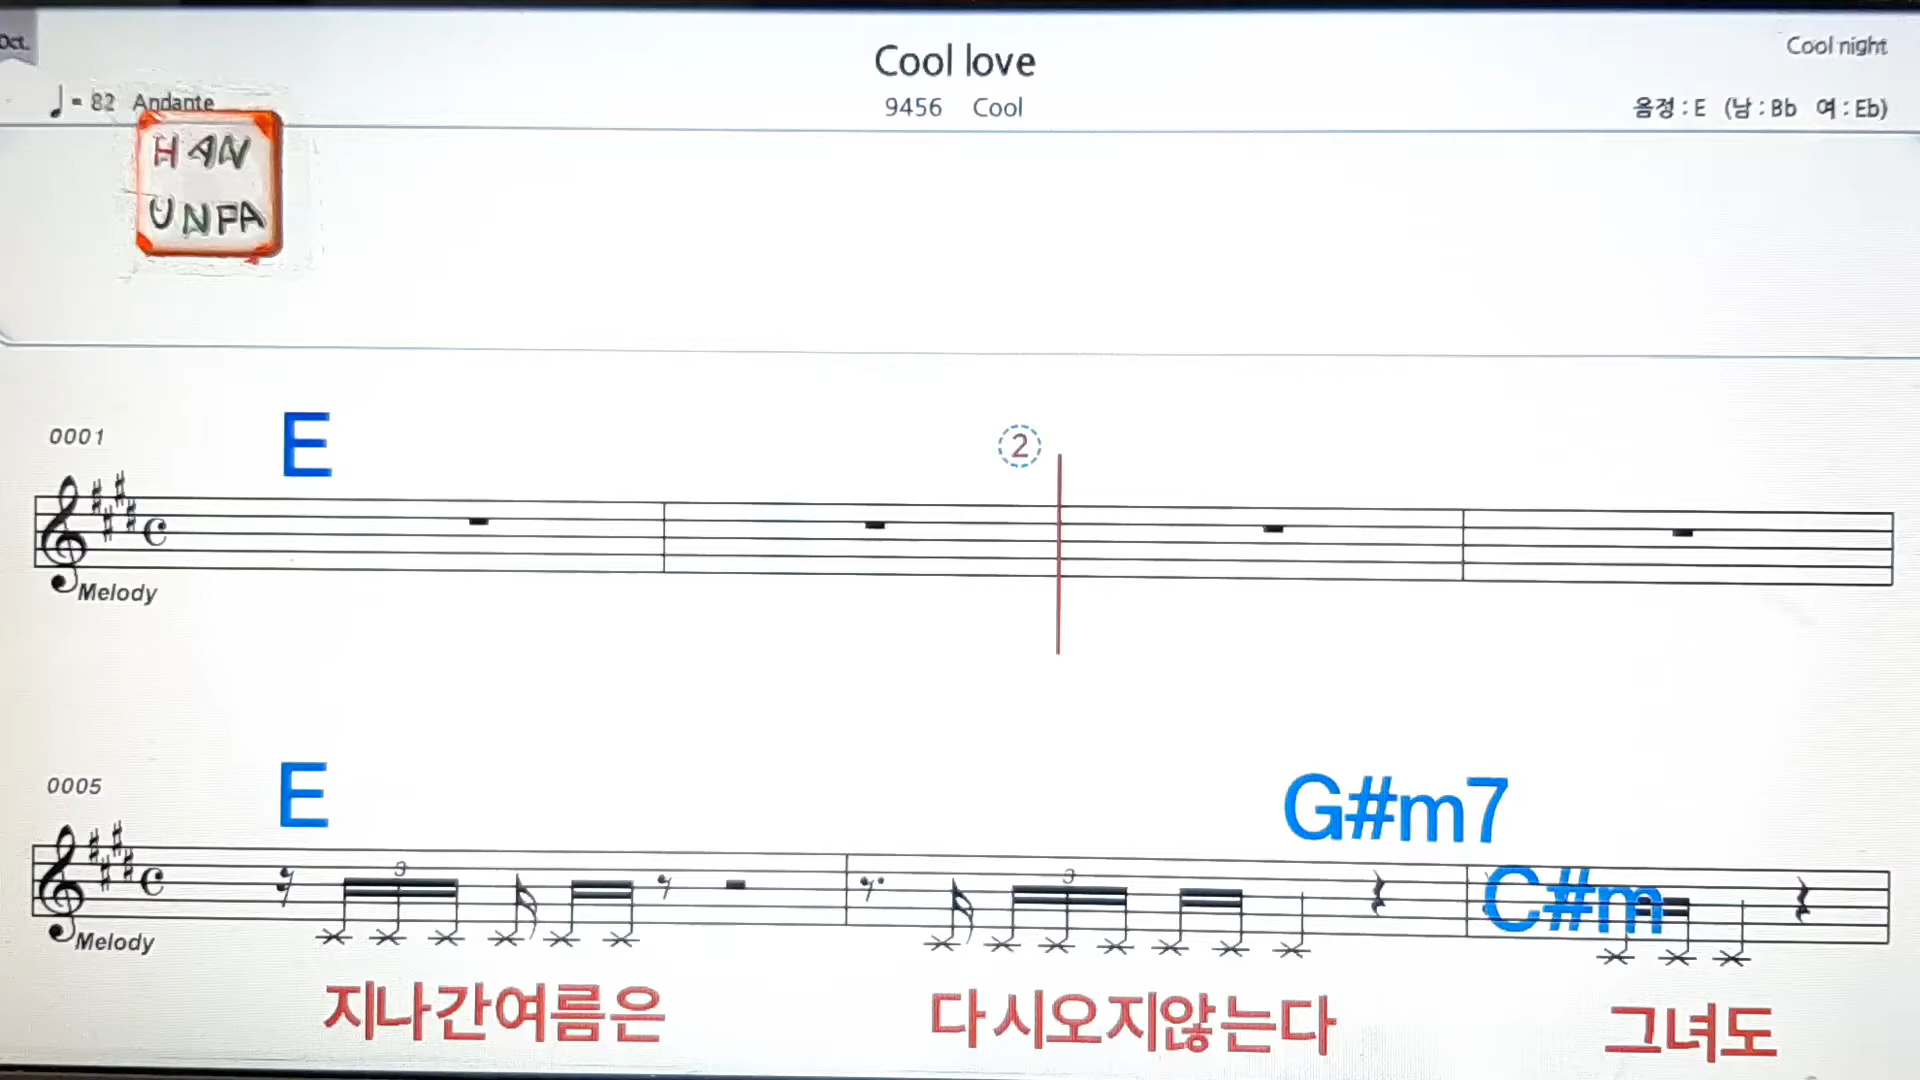 Oct.
Cool love
Cool night
♩ = 82 Andante
9456 Cool
음정 : E (남 : Bb 여 : Eb)
HAN
UNPA
0001
E
2
Melody
0005
E
G#m7
3
3
C#m
Melody
지나간여름은 다시오지않는다 그녀도